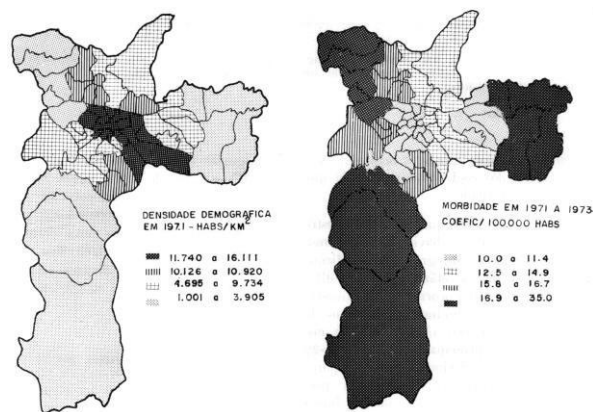 DENSIDADE DEMOGRÁFICA
EM 1971 - HABS/KM²
11.740 a 16.111
10.126 a 10.920
4.695 a 9.734
1.001 a 3.905
MORBIDADE EM 1971 A 1973
COEFIC/100.000 HABS
10.0 a 11.4
12.5 a 14.9
15.8 a 16.7
16.9 a 35.0